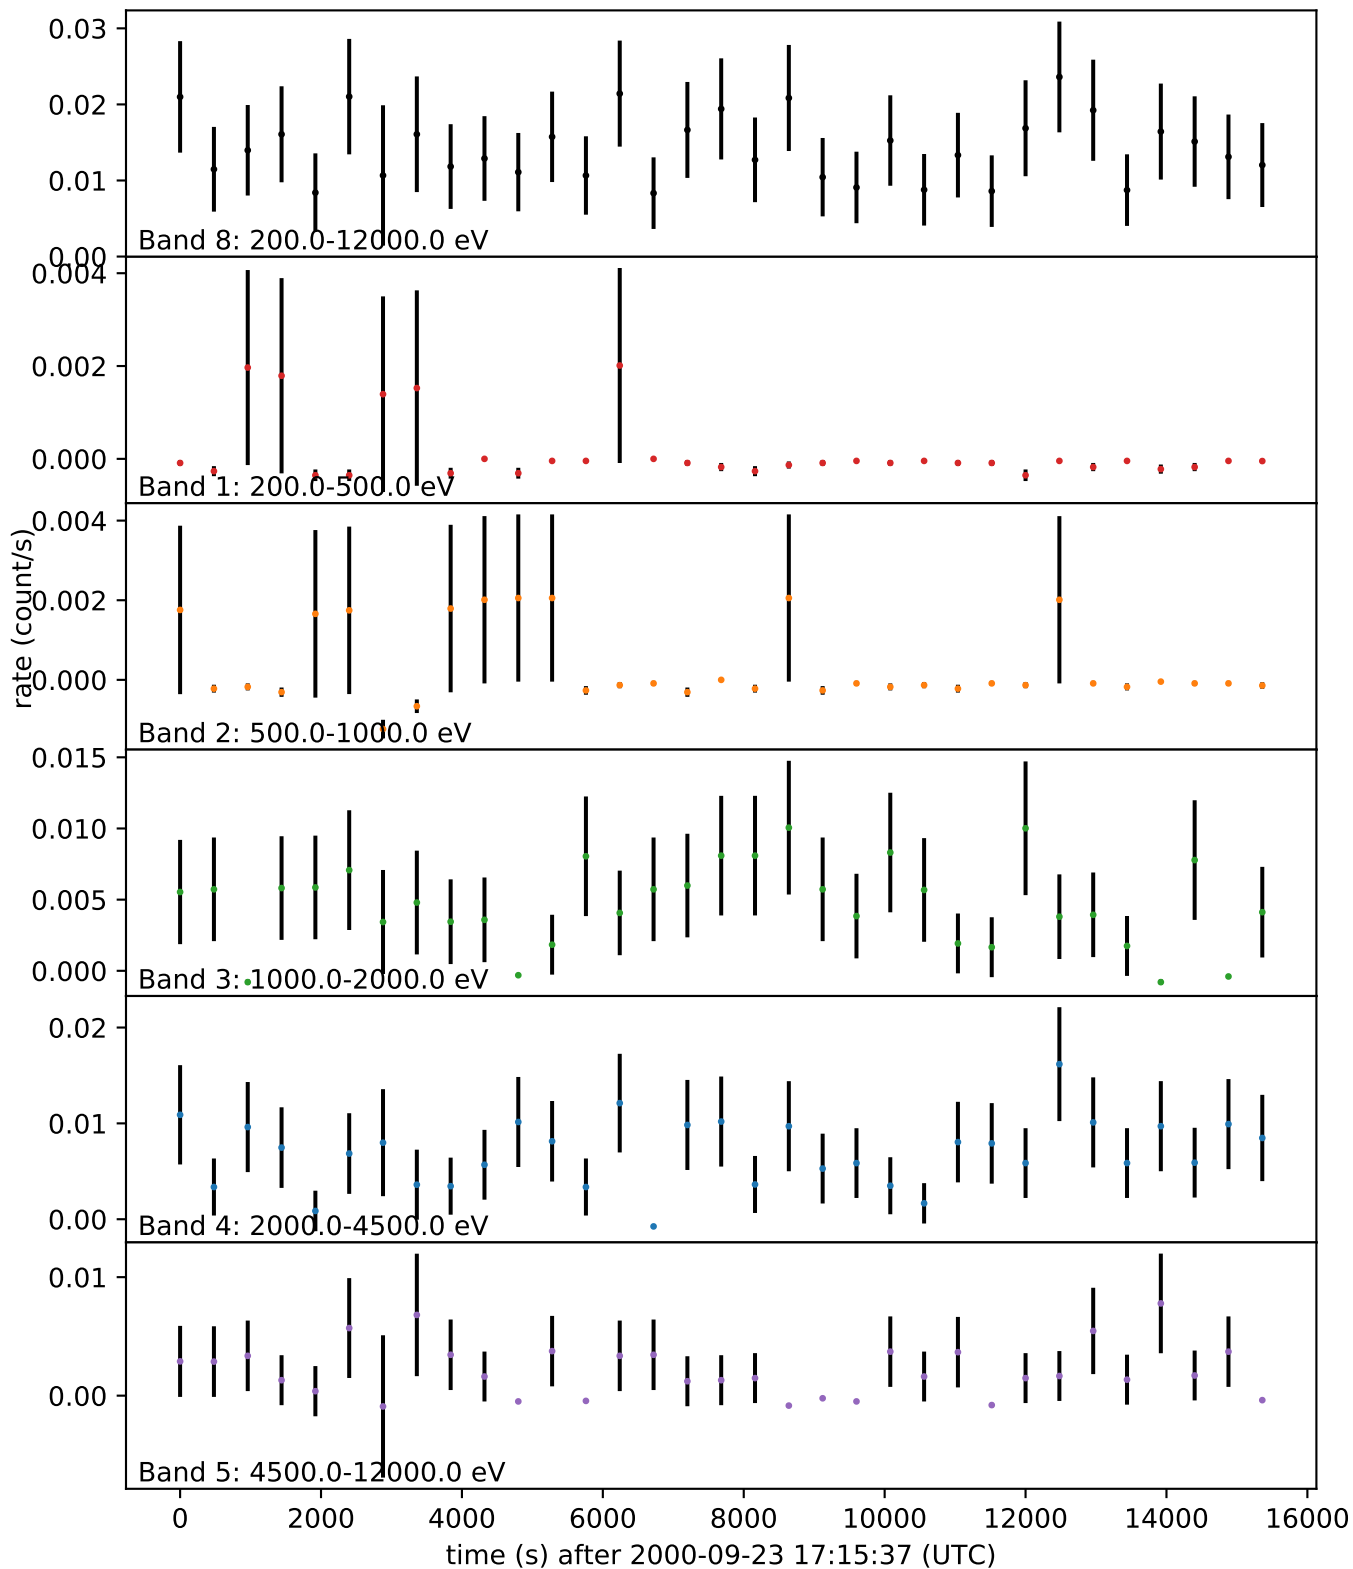 0.03
0.02
0.01
0.00
Band 8: 200.0-12000.0 eV
0.004
0.002
0.000
Band 1: 200.0-500.0 eV
rate (count/s)
0.004
0.002
0.000
Band 2: 500.0-1000.0 eV
0.015
0.010
0.005
0.000
Band 3: 1000.0-2000.0 eV
0.02
0.01
0.00
Band 4: 2000.0-4500.0 eV
0.01
0.00
Band 5: 4500.0-12000.0 eV
0 2000 4000 6000 8000 10000 12000 14000 16000
time (s) after 2000-09-23 17:15:37 (UTC)